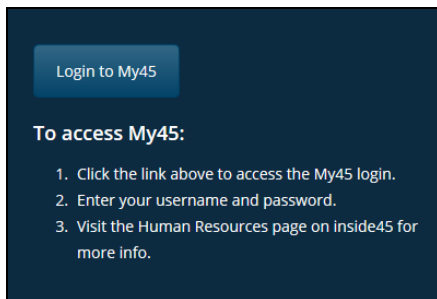 Login to My45
To access My45:
1. Click the link above to access the My45 login.
2. Enter your username and password.
3. Visit the Human Resources page on inside45 for
more info.